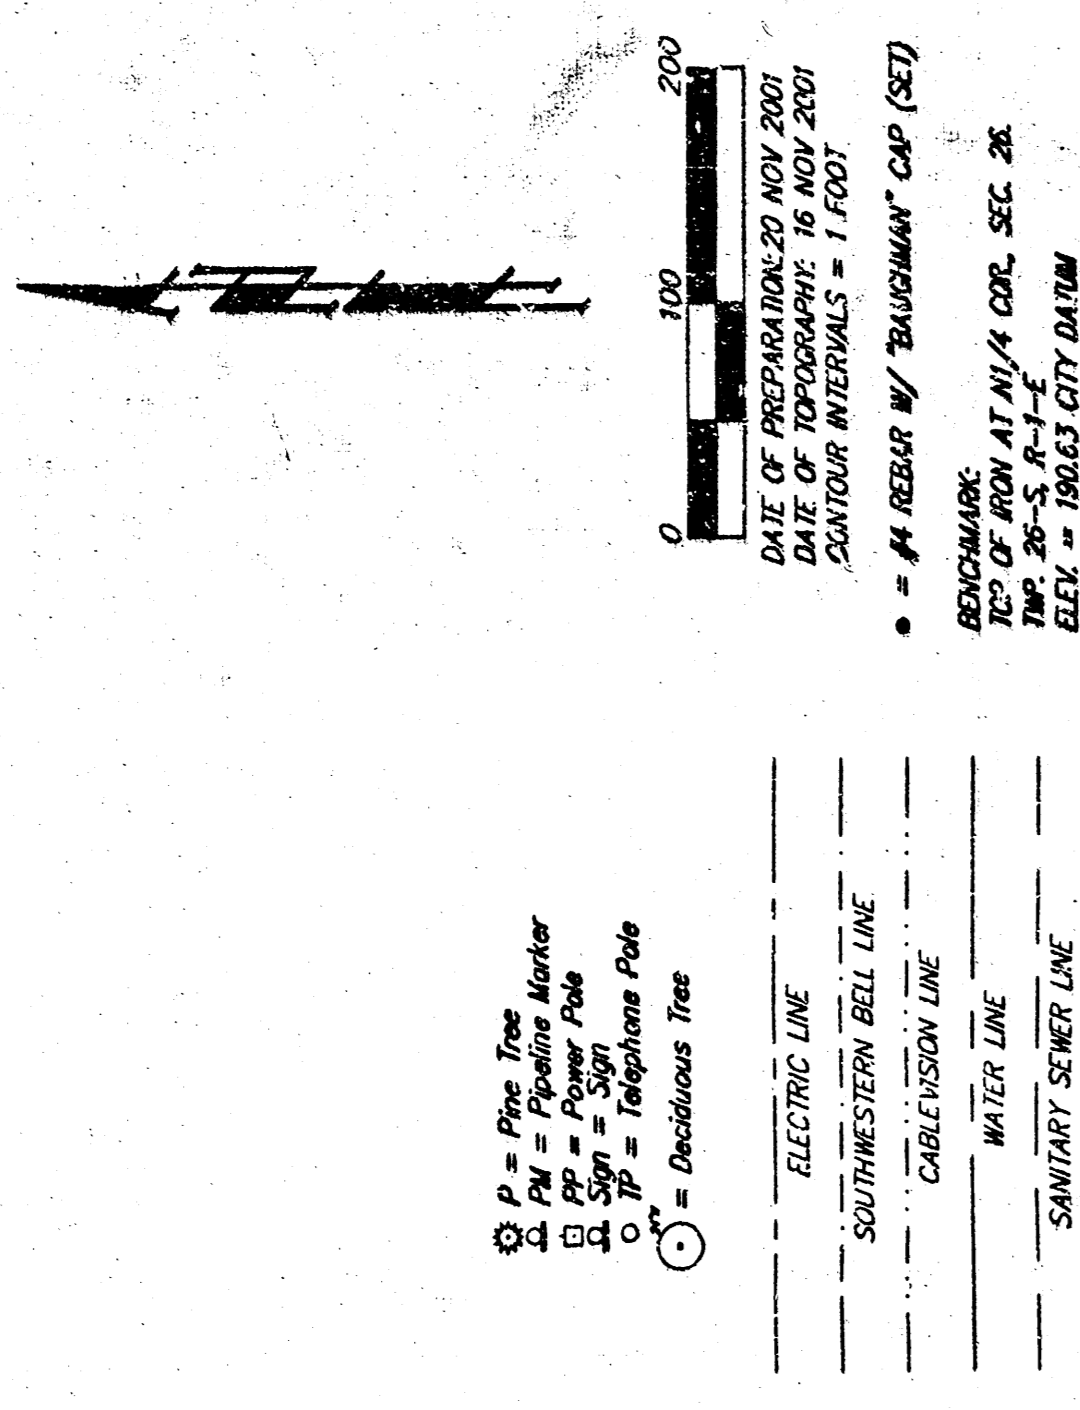 0 100 200
DATE OF PREPARATION: 20 NOV 2001
DATE OF TOPOGRAPHY: 16 NOV 2001
CONTOUR INTERVALS = 1 FOOT
= #4 REBAR W/ "BAUGHMAN" CAP (SET)
BENCHMARK:
TOP OF IRON AT N1/4 COR., SEC. 26.
TWP. 26-S, R-1-E
ELEV. = 190.63 CITY DATUM
P = Pine Tree
PM = Pipeline Marker
PP = Power Pole
Sign = Sign
TP = Telephone Pole
= Deciduous Tree
ELECTRIC LINE
SOUTHWESTERN BELL LINE
CABLEVISION LINE
WATER LINE
SANITARY SEWER LINE